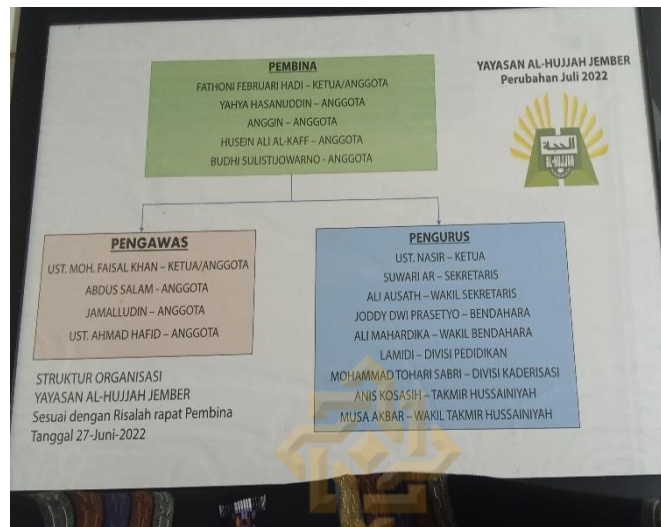 PEMBINA
FATHONI FEBRUARI HADI – KETUA/ANGGOTA
YAHYA HASANUDDIN – ANGGOTA
ANGGIN – ANGGOTA
HUSEIN ALI AL-KAFF – ANGGOTA
BUDHI SULISTIJOWARNO - ANGGOTA
YAYASAN AL-HUJJAH JEMBER
Perubahan Juli 2022
الحجة
AL-HUJJAH
PENGAWAS
UST. MOH. FAISAL KHAN – KETUA/ANGGOTA
ABDUS SALAM - ANGGOTA
JAMALLUDIN – ANGGOTA
UST. AHMAD HAFID – ANGGOTA
PENGURUS
UST. NASIR – KETUA
SUWARI AR – SEKRETARIS
ALI AUSATH – WAKIL SEKRETARIS
JODDY DWI PRASETYO – BENDAHARA
ALI MAHARDIKA – WAKIL BENDAHARA
LAMIDI – DIVISI PEDIDIKAN
MOHAMMAD TOHARI SABRI – DIVISI KADERISASI
ANIS KOSASIH – TAKMIR HUSSAINIYAH
MUSA AKBAR – WAKIL TAKMIR HUSSAINIYAH
STRUKTUR ORGANISASI
YAYASAN AL-HUJJAH JEMBER
Sesuai dengan Risalah rapat Pembina
Tanggal 27-Juni-2022